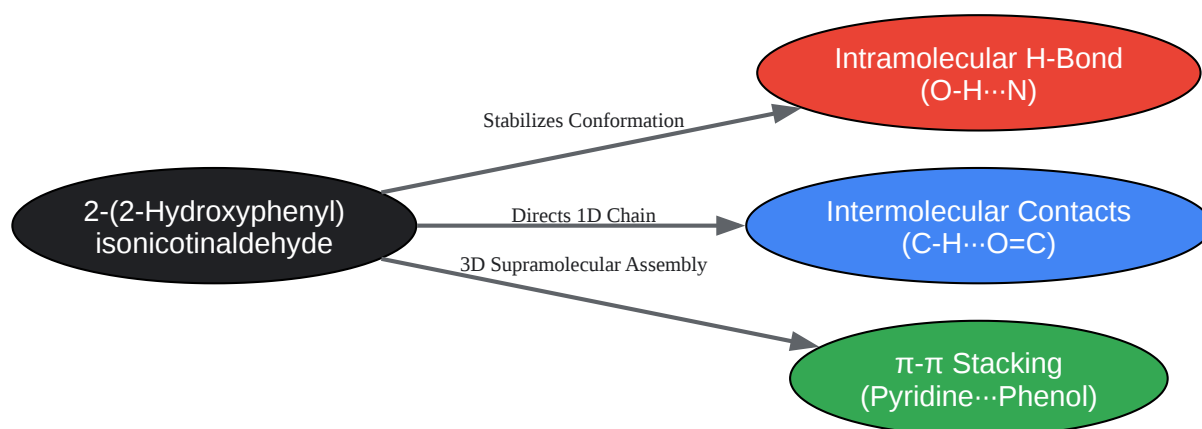 Intramolecular H-Bond
(O-H···N)
Stabilizes Conformation
2-(2-Hydroxyphenyl)
isonicotinaldehyde
Directs 1D Chain
Intermolecular Contacts
(C-H···O=C)
3D Supramolecular Assembly
π-π Stacking
(Pyridine···Phenol)